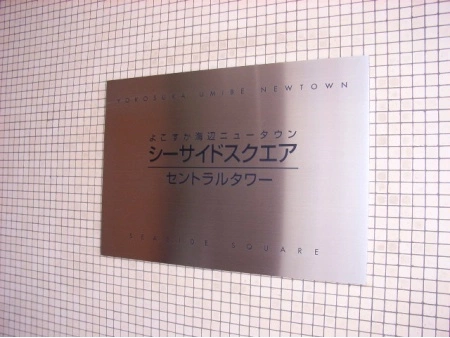 YOKOSUKA UMIBE NEWTOWN
よこすか海辺ニュータウン
シーサイドスクエア
セントラルタワー
SEASIDE SQUARE